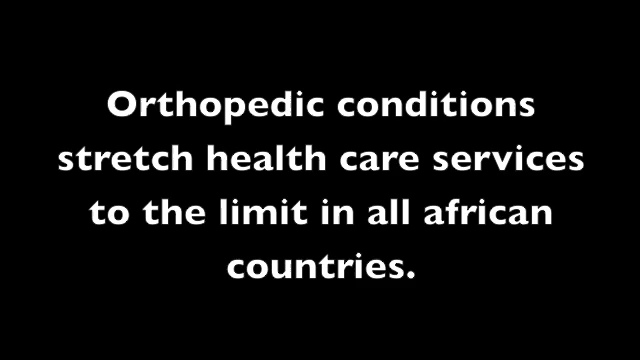 Orthopedic conditions
stretch health care services
to the limit in all african
countries.